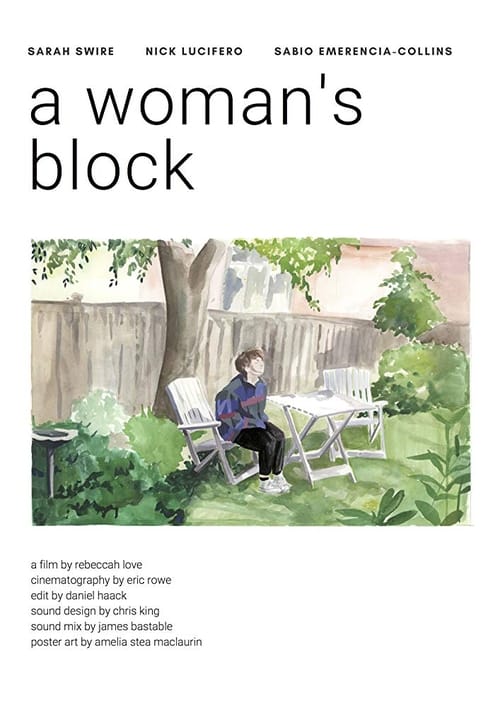 SARAH SWIRE NICK LUCIFERO SABIO EMERENCIA-COLLINS
a woman's
block
a film by rebeccah love
cinematography by eric rowe
edit by daniel haack
sound design by chris king
sound mix by james bastable
poster art by amelia stea maclaurin